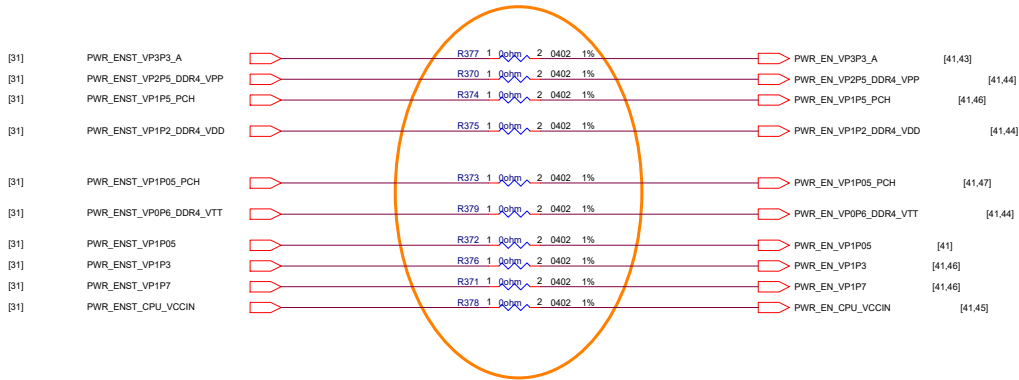 [31] PWR_ENST_VP3P3_A R377 1 0ohm 2 0402 1% PWR_EN_VP3P3_A [41,43]
[31] PWR_ENST_VP2P5_DDR4_VPP R370 1 0ohm 2 0402 1% PWR_EN_VP2P5_DDR4_VPP [41,44]
[31] PWR_ENST_VP1P5_PCH R374 1 0ohm 2 0402 1% PWR_EN_VP1P5_PCH [41,46]
[31] PWR_ENST_VP1P2_DDR4_VDD R375 1 0ohm 2 0402 1% PWR_EN_VP1P2_DDR4_VDD [41,44]
[31] PWR_ENST_VP1P05_PCH R373 1 0ohm 2 0402 1% PWR_EN_VP1P05_PCH [41,47]
[31] PWR_ENST_VP0P6_DDR4_VTT R379 1 0ohm 2 0402 1% PWR_EN_VP0P6_DDR4_VTT [41,44]
[31] PWR_ENST_VP1P05 R372 1 0ohm 2 0402 1% PWR_EN_VP1P05 [41]
[31] PWR_ENST_VP1P3 R376 1 0ohm 2 0402 1% PWR_EN_VP1P3 [41,46]
[31] PWR_ENST_VP1P7 R371 1 0ohm 2 0402 1% PWR_EN_VP1P7 [41,46]
[31] PWR_ENST_CPU_VCCIN R378 1 0ohm 2 0402 1% PWR_EN_CPU_VCCIN [41,45]